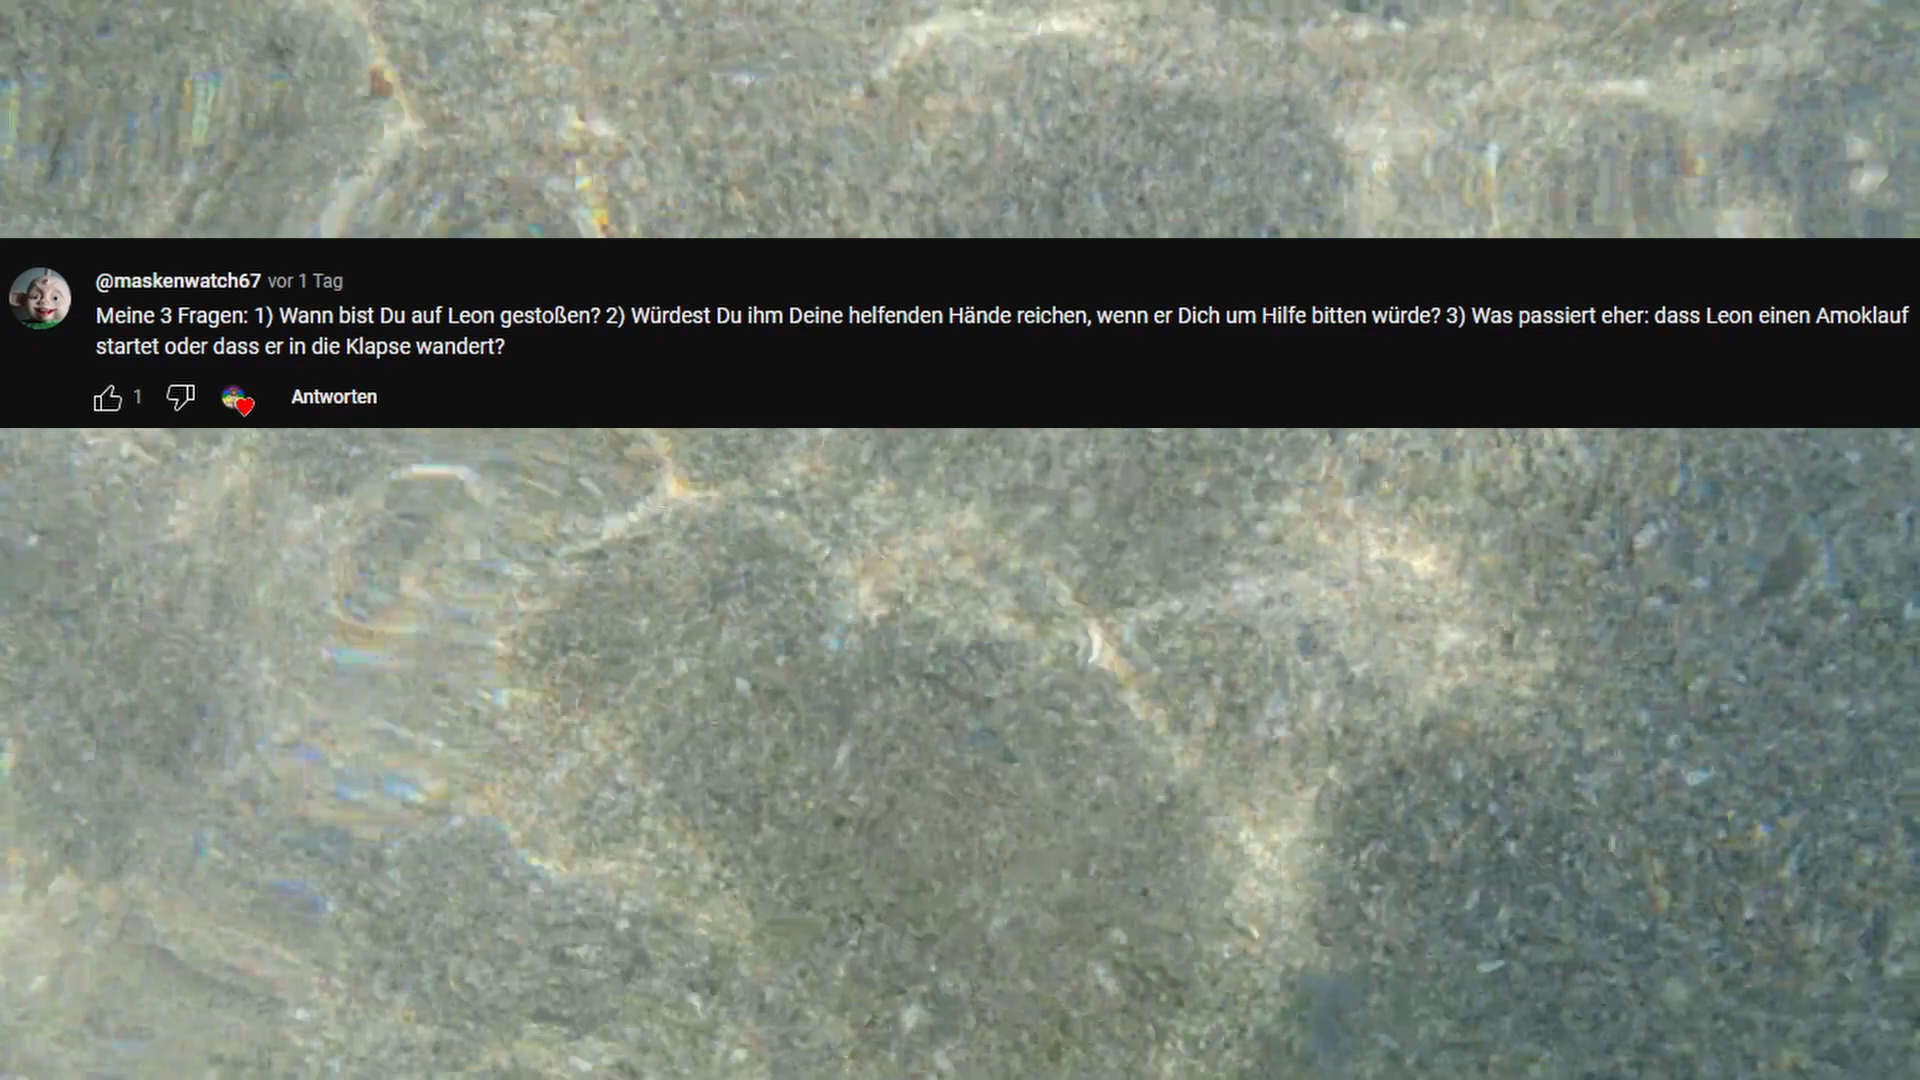 @maskenwatch67 vor 1 Tag
Meine 3 Fragen: 1) Wann bist Du auf Leon gestoßen? 2) Würdest Du ihm Deine helfenden Hände reichen, wenn er Dich um Hilfe bitten würde? 3) Was passiert eher: dass Leon einen Amoklauf
startet oder dass er in die Klapse wandert?
1 Antworten